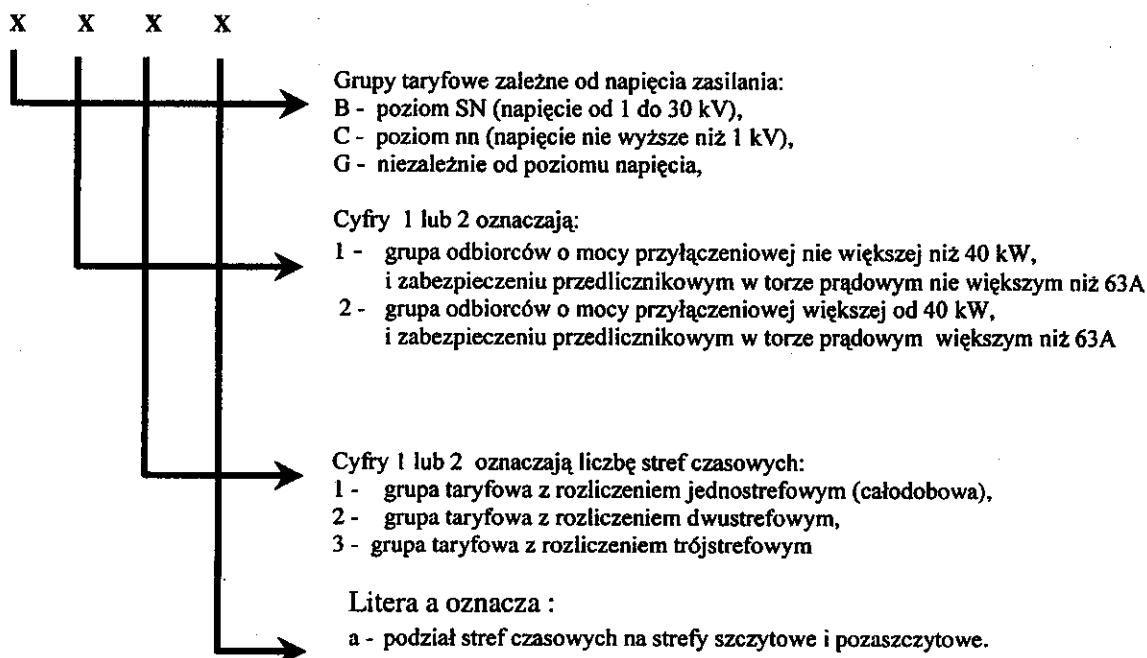 X X X X
Grupy taryfowe zależne od napięcia zasilania:
B - poziom SN (napięcie od 1 do 30 kV),
C - poziom nn (napięcie nie wyższe niż 1 kV),
G - niezależnie od poziomu napięcia,
Cyfry 1 lub 2 oznaczają:
1 - grupa odbiorców o mocy przyłączeniowej nie większej niż 40 kW,
i zabezpieczeniu przedlicznikowym w torze prądowym nie większym niż 63A
2 - grupa odbiorców o mocy przyłączeniowej większej od 40 kW,
i zabezpieczeniu przedlicznikowym w torze prądowym większym niż 63A
Cyfry 1 lub 2 oznaczają liczbę stref czasowych:
1 - grupa taryfowa z rozliczeniem jednostrefowym (całodobowa),
2 - grupa taryfowa z rozliczeniem dwustrefowym,
3 - grupa taryfowa z rozliczeniem trójstrefowym
Litera a oznacza :
a - podział stref czasowych na strefy szczytowe i pozaszczytowe.